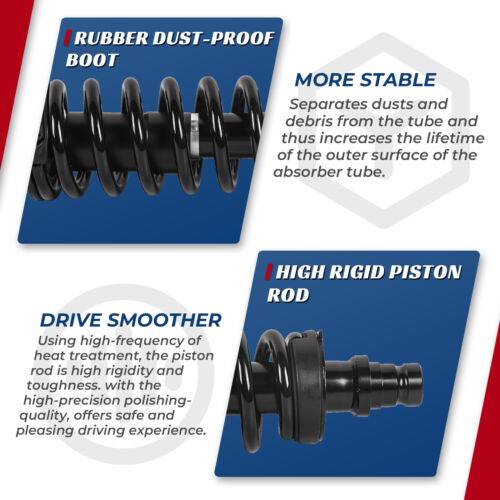 RUBBER DUST-PROOF
BOOT
MORE STABLE
Separates dusts and
debris from the tube and
thus increases the lifetime
of the outer surface of the
absorber tube.
HIGH RIGID PISTON
ROD
DRIVE SMOOTHER
Using high-frequency of
heat treatment, the piston
rod is high rigidity and
toughness. with the
high-precision polishing-
quality, offers safe and
pleasing driving experience.